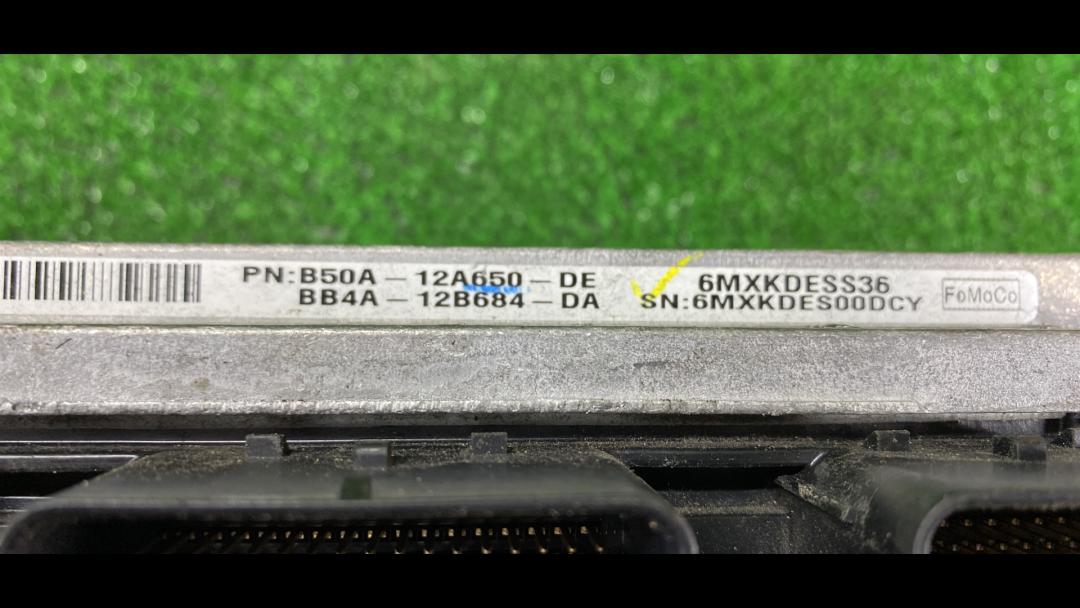 PN:B50A – 12A650 – DE
BB4A – 12B684 – DA
6MXKDESS36
SN:6MXKDES00DCY
FoMoCo